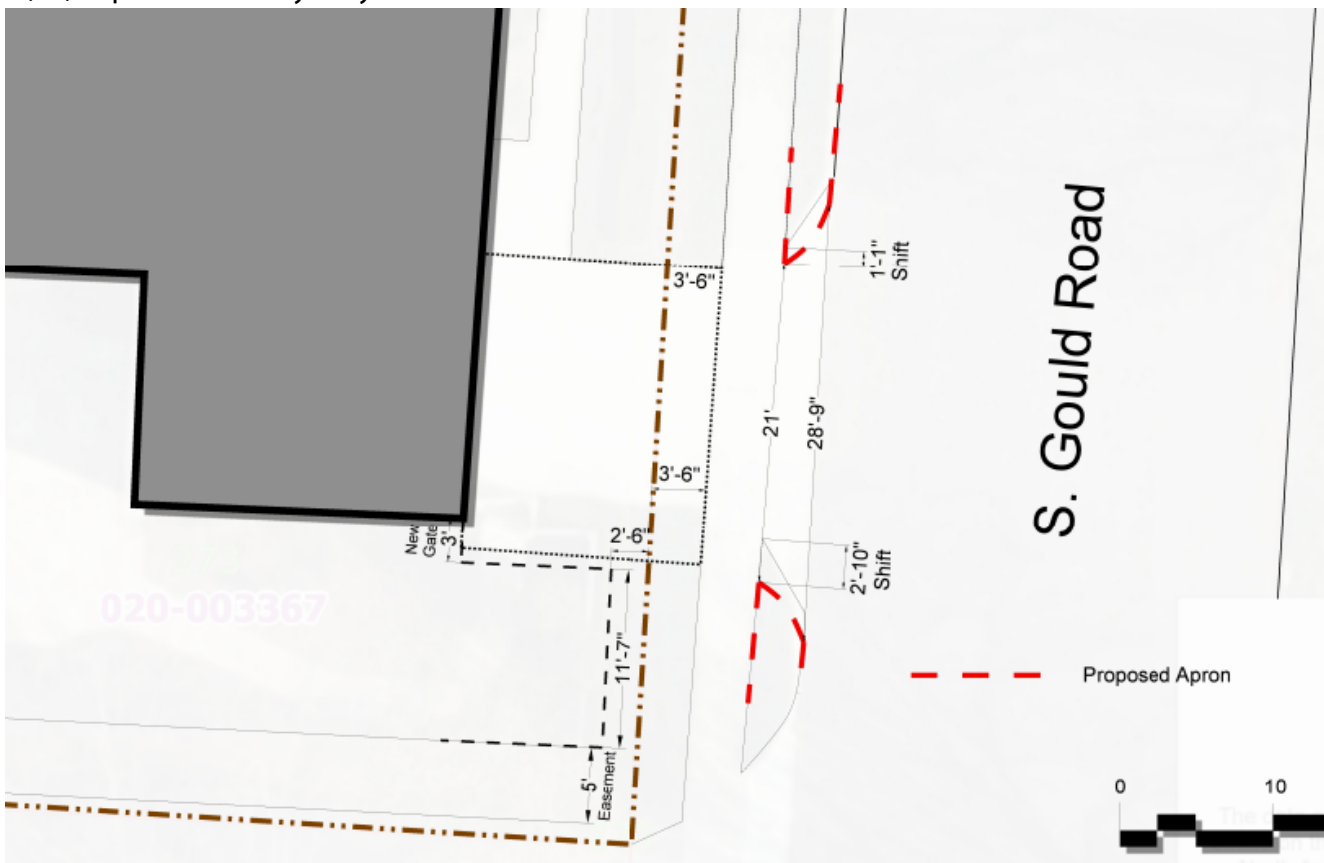 3'-6"
1'-1"
Shift
S. Gould Road
21'
28'-9"
3'-6"
New
Gate
3'
2'-6"
2'-10"
Shift
020-003367
11'-7"
Proposed Apron
5'
Easement
0 10